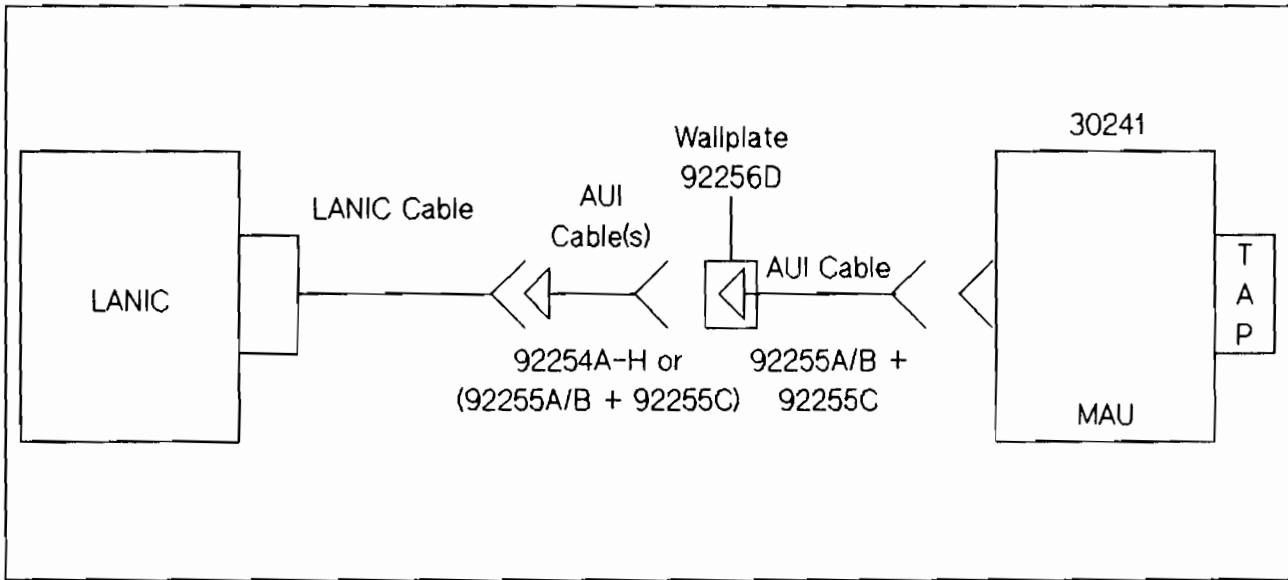 30241
Wallplate
92256D
LANIC Cable
AUI
Cable(s)
AUI Cable
LANIC
T
A
P
92254A-H or
(92255A/B + 92255C)
92255A/B +
92255C
MAU